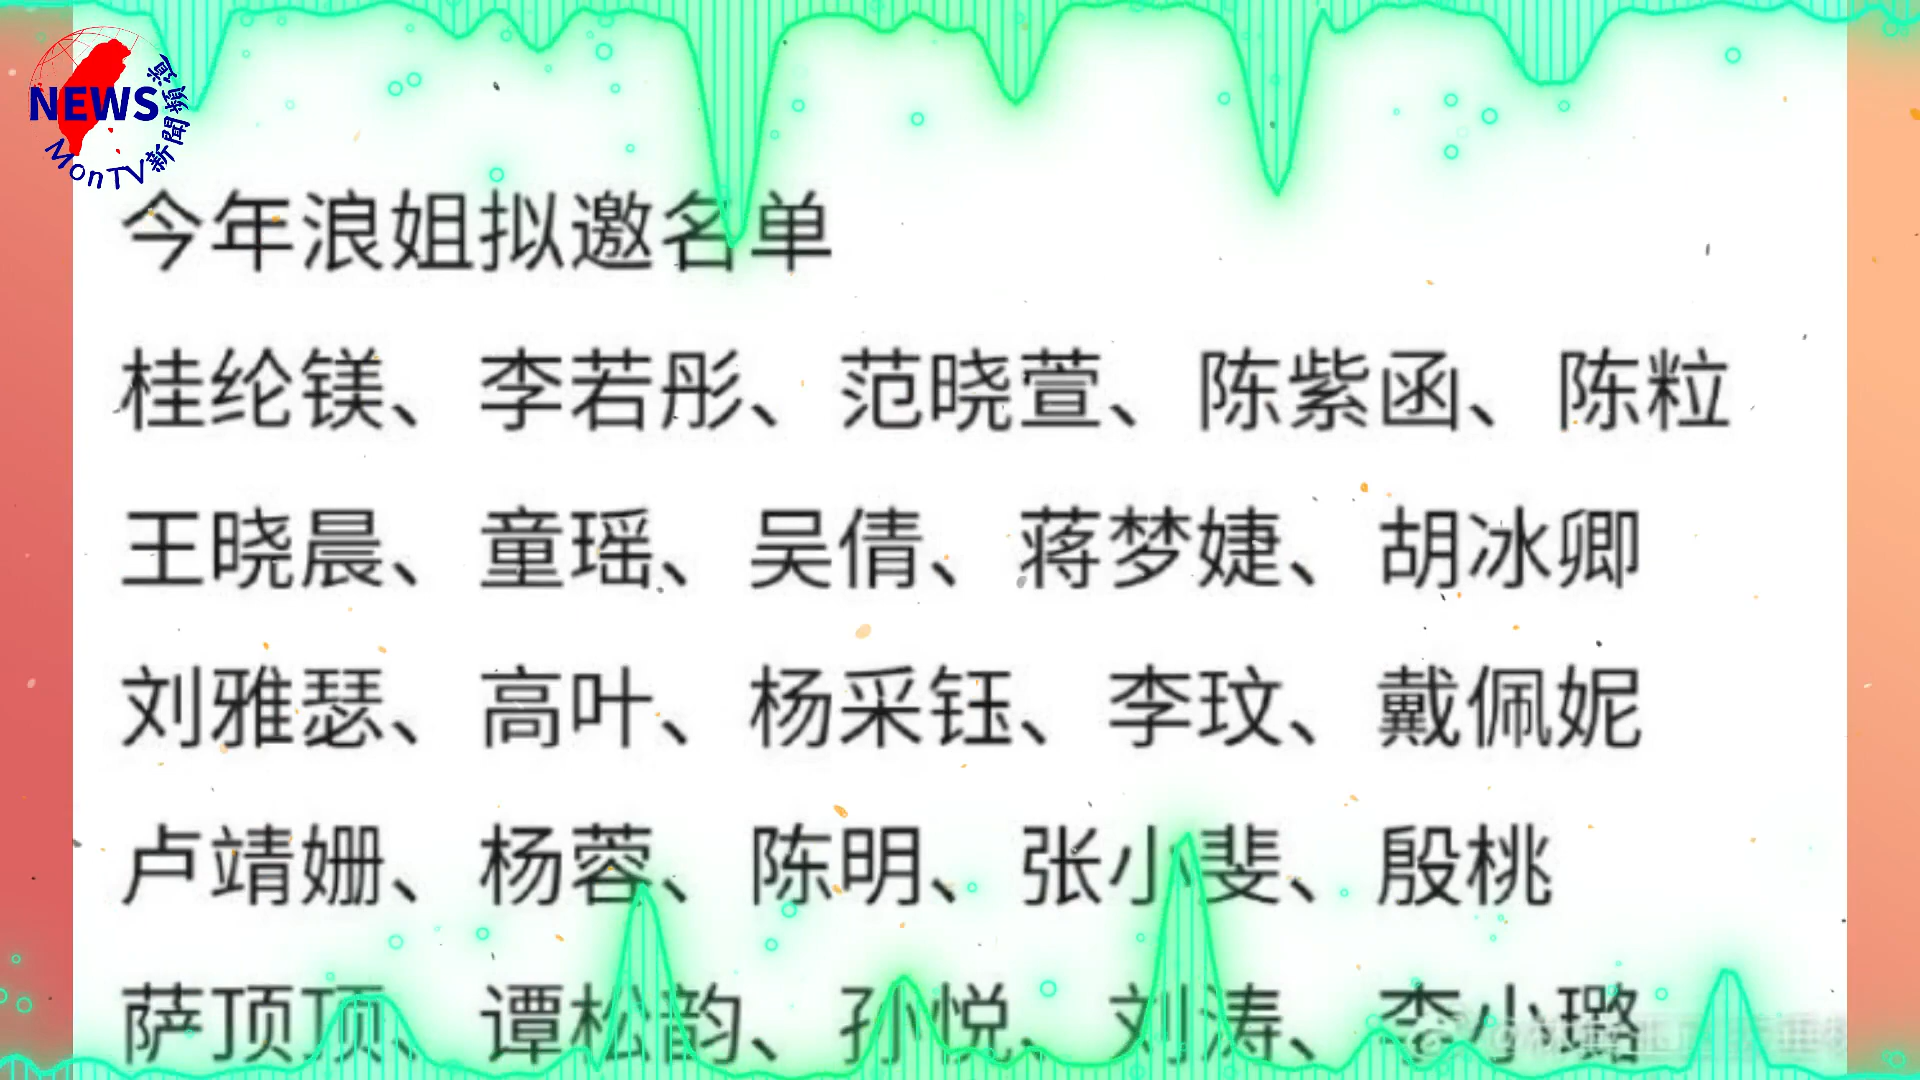 NEWS
MonTV新聞頻道
今年浪姐拟邀名单
桂纶镁、李若彤、范晓萱、陈紫函、陈粒
王晓晨、童瑶、吴倩、蒋梦婕、胡冰卿
刘雅瑟、高叶、杨采钰、李玟、戴佩妮
卢靖姗、杨蓉、陈明、张小斐、殷桃
萨顶顶、谭松韵、孙悦、刘涛、李小璐